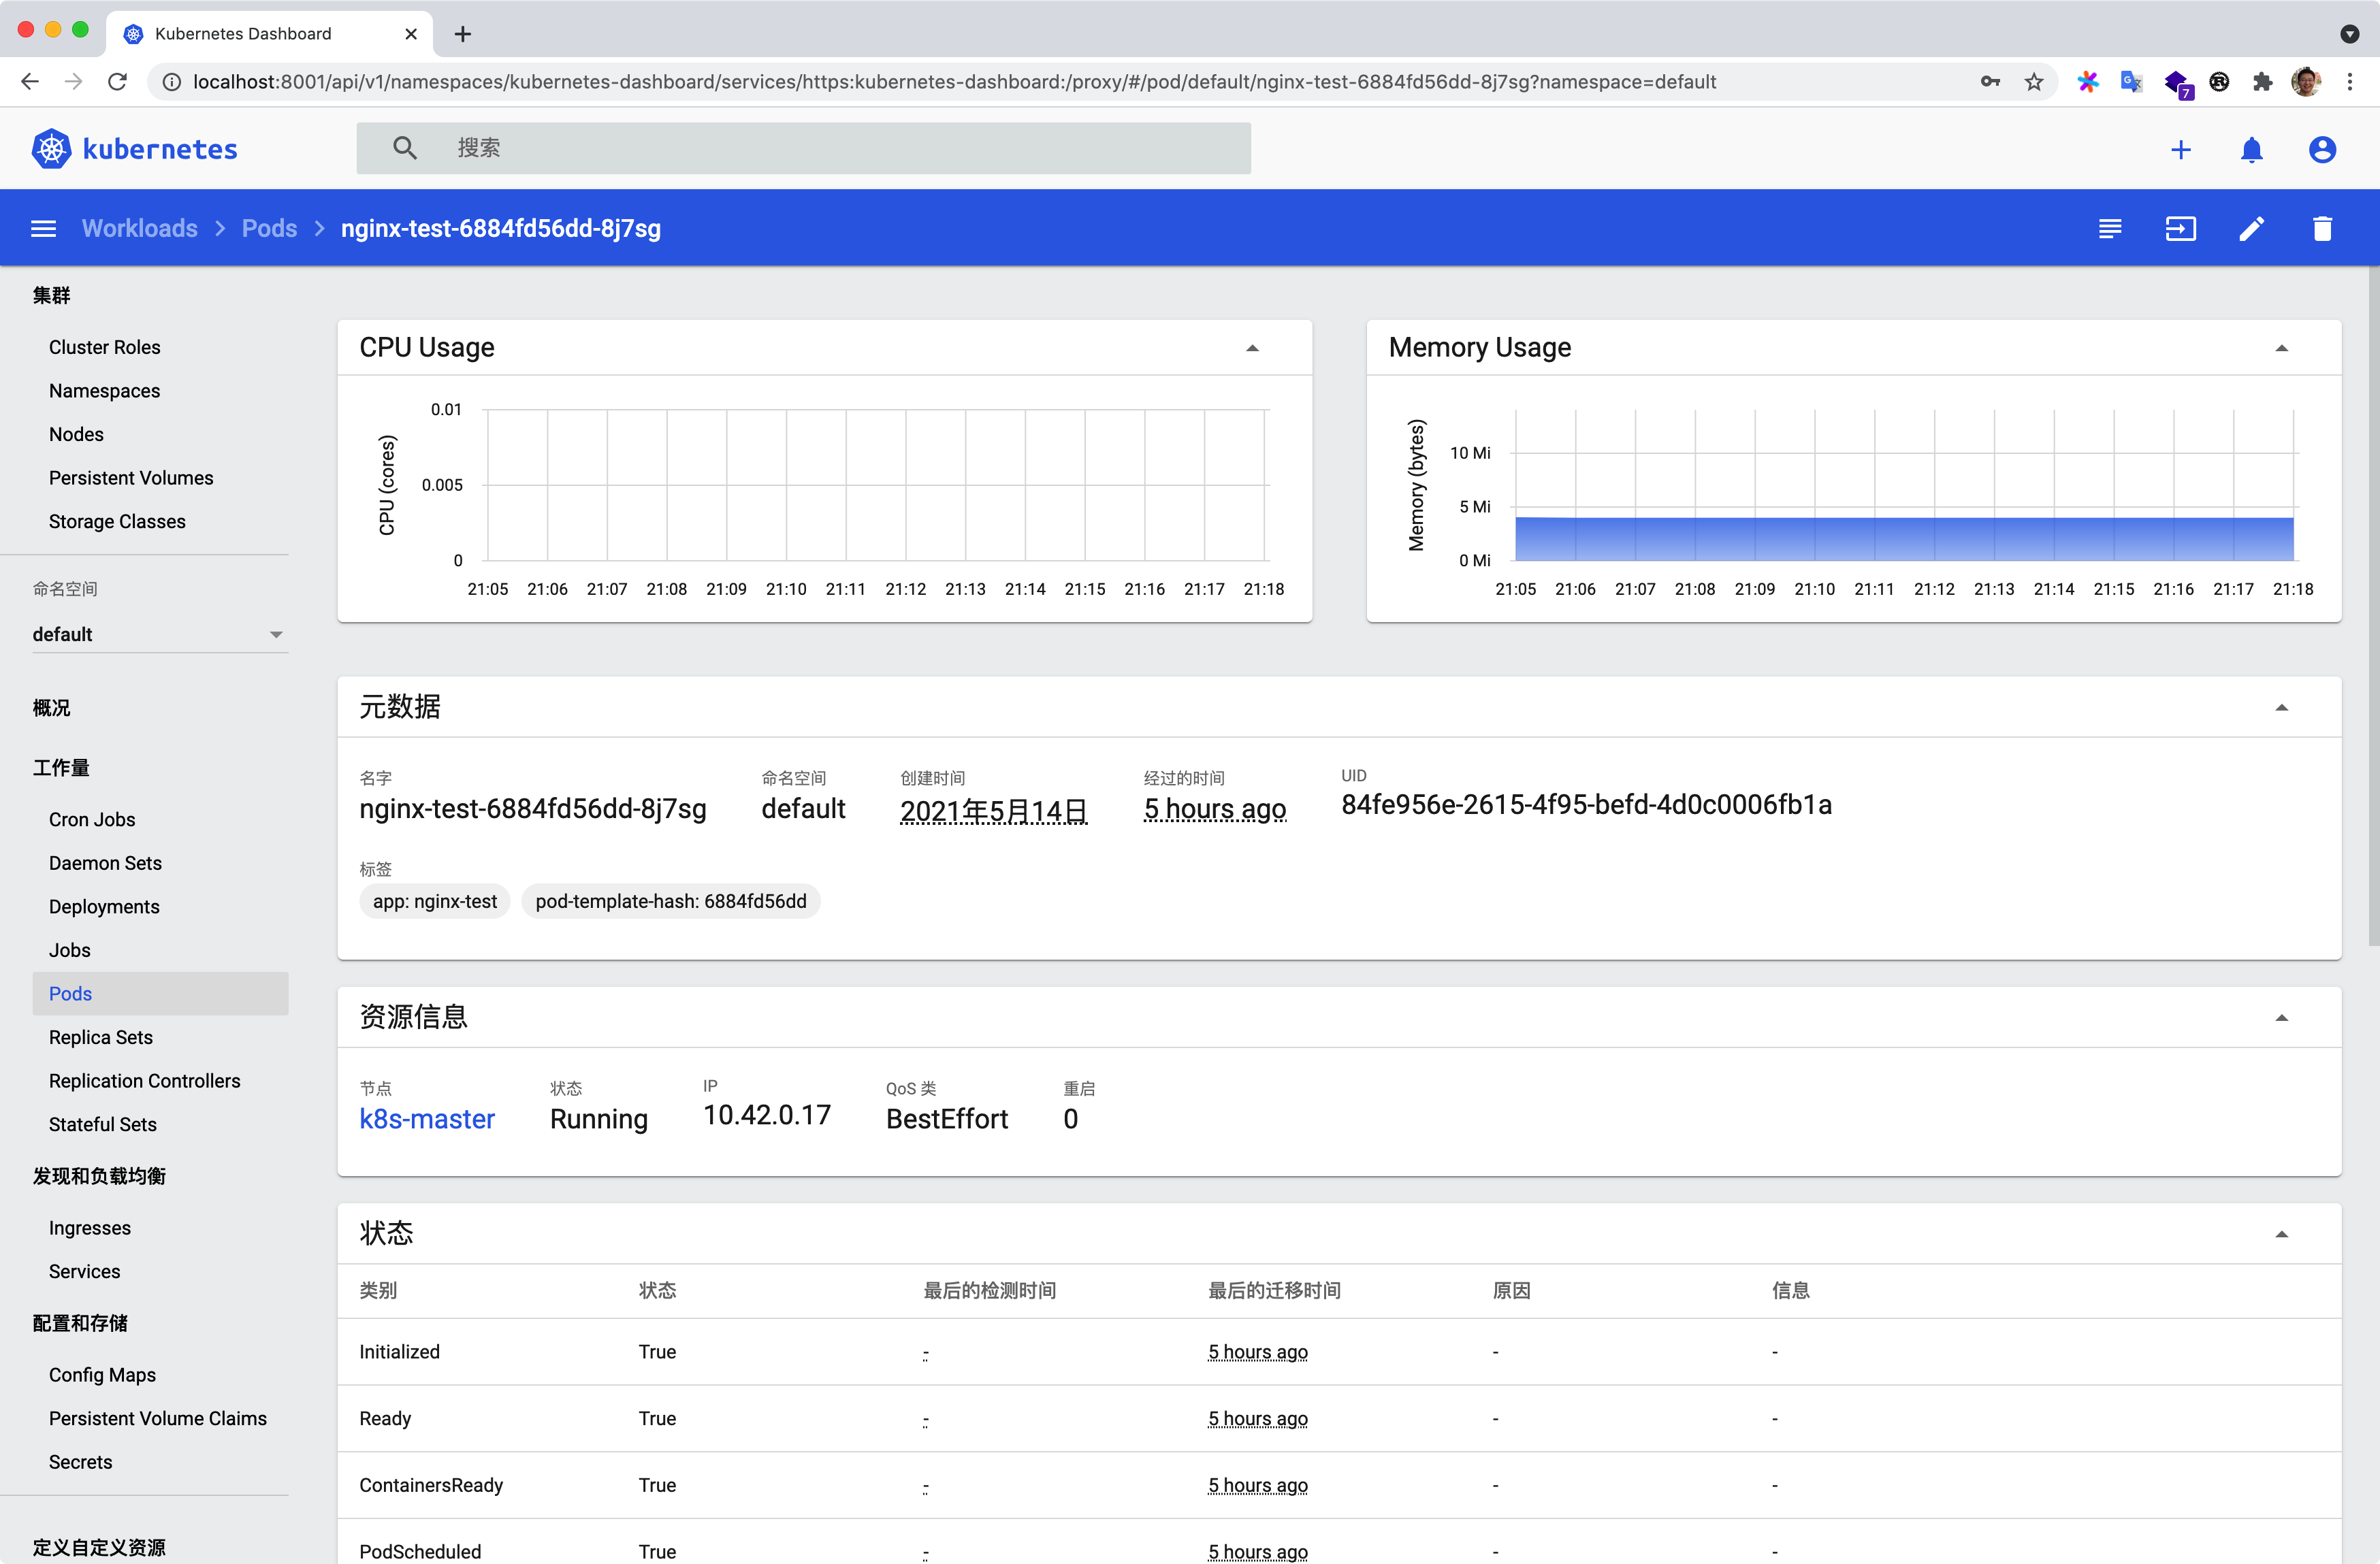 Kubernetes Dashboard
localhost:8001/api/v1/namespaces/kubernetes-dashboard/services/https:kubernetes-dashboard:/proxy/#/pod/default/nginx-test-6884fd56dd-8j7sg?namespace=default
7
kubernetes
搜索
Workloads > Pods > nginx-test-6884fd56dd-8j7sg
集群
Cluster Roles
Namespaces
Nodes
Persistent Volumes
Storage Classes
命名空间
default
概况
工作量
Cron Jobs
Daemon Sets
Deployments
Jobs
Pods
Replica Sets
Replication Controllers
Stateful Sets
发现和负载均衡
Ingresses
Services
配置和存储
Config Maps
Persistent Volume Claims
Secrets
定义自定义资源
CPU Usage
CPU (cores)
0.01
0.005
0
21:05 21:06 21:07 21:08 21:09 21:10 21:11 21:12 21:13 21:14 21:15 21:16 21:17 21:18
Memory Usage
Memory (bytes)
10 Mi
5 Mi
0 Mi
21:05 21:06 21:07 21:08 21:09 21:10 21:11 21:12 21:13 21:14 21:15 21:16 21:17 21:18
元数据
名字 命名空间 创建时间 经过的时间 UID
nginx-test-6884fd56dd-8j7sg default 2021年5月14日 5 hours ago 84fe956e-2615-4f95-befd-4d0c0006fb1a
标签
app: nginx-test pod-template-hash: 6884fd56dd
资源信息
节点 状态 IP QoS 类 重启
k8s-master Running 10.42.0.17 BestEffort 0
状态
类别 状态 最后的检测时间 最后的迁移时间 原因 信息
Initialized True - 5 hours ago - -
Ready True - 5 hours ago - -
ContainersReady True - 5 hours ago - -
PodScheduled True - 5 hours ago - -